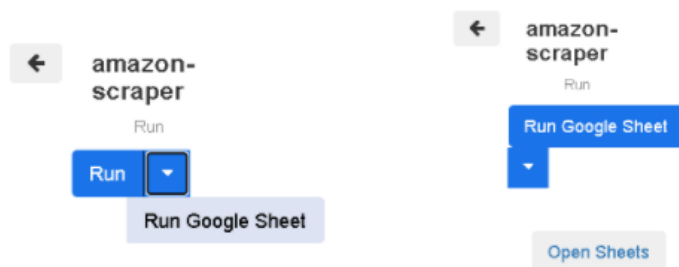 amazon-
scraper
Run
Run
Run Google Sheet
amazon-
scraper
Run
Run Google Sheet
Open Sheets